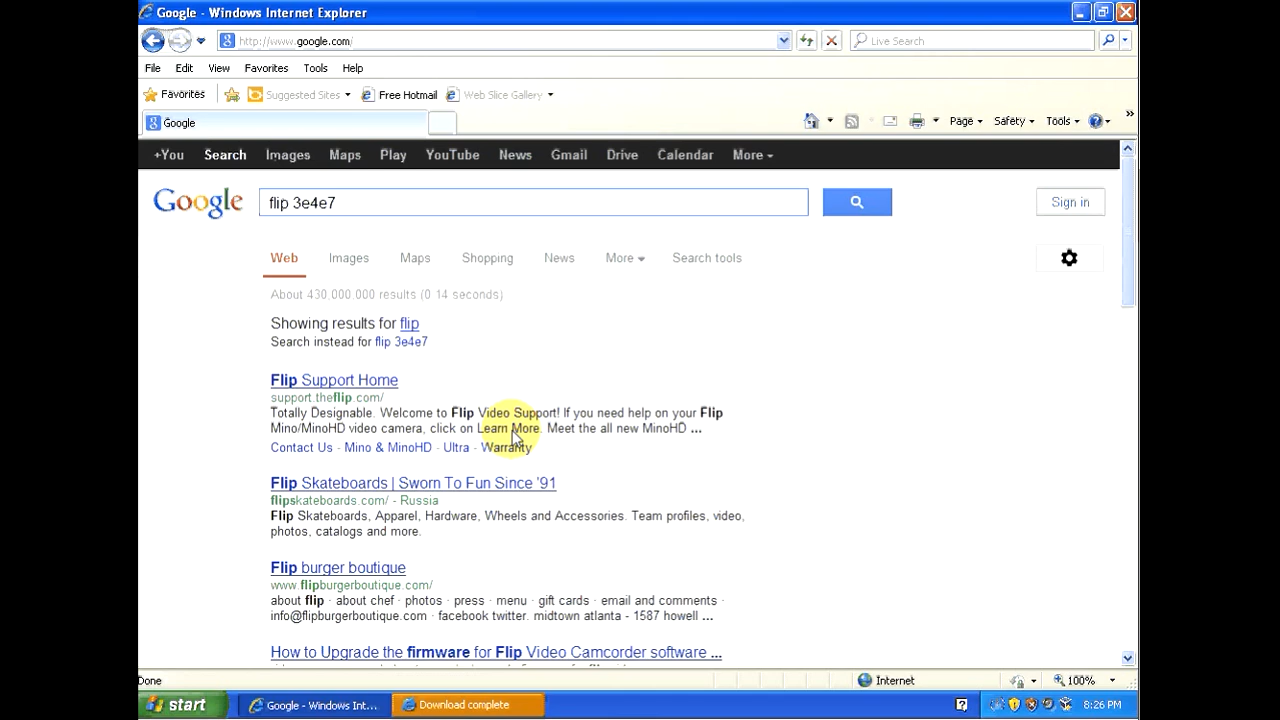 Google - Windows Internet Explorer
http://www.google.com/
Live Search
File Edit View Favorites Tools Help
Favorites Suggested Sites Free Hotmail Web Slice Gallery
Google
Page Safety Tools »
+You Search Images Maps Play YouTube News Gmail Drive Calendar More
Google flip 3e4e7 Sign in
Web Images Maps Shopping News More Search tools
About 430,000,000 results (0 14 seconds)
Showing results for flip
Search instead for flip 3e4e7
Flip Support Home
support.theflip.com/
Totally Designable. Welcome to Flip Video Support! If you need help on your Flip
Mino/MinoHD video camera, click on Learn More. Meet the all new MinoHD ...
Contact Us - Mino & MinoHD - Ultra - Warranty
Flip Skateboards | Sworn To Fun Since '91
flipskateboards.com/ - Russia
Flip Skateboards, Apparel, Hardware, Wheels and Accessories. Team profiles, video,
photos, catalogs and more.
Flip burger boutique
www.flipburgerboutique.com/
about flip · about chef · photos · press · menu · gift cards · email and comments ·
info@flipburgerboutique.com · facebook twitter. midtown atlanta - 1587 howell ...
How to Upgrade the firmware for Flip Video Camcorder software ...
Done Internet 100%
start Google - Windows Int... Download complete ? 8:26 PM